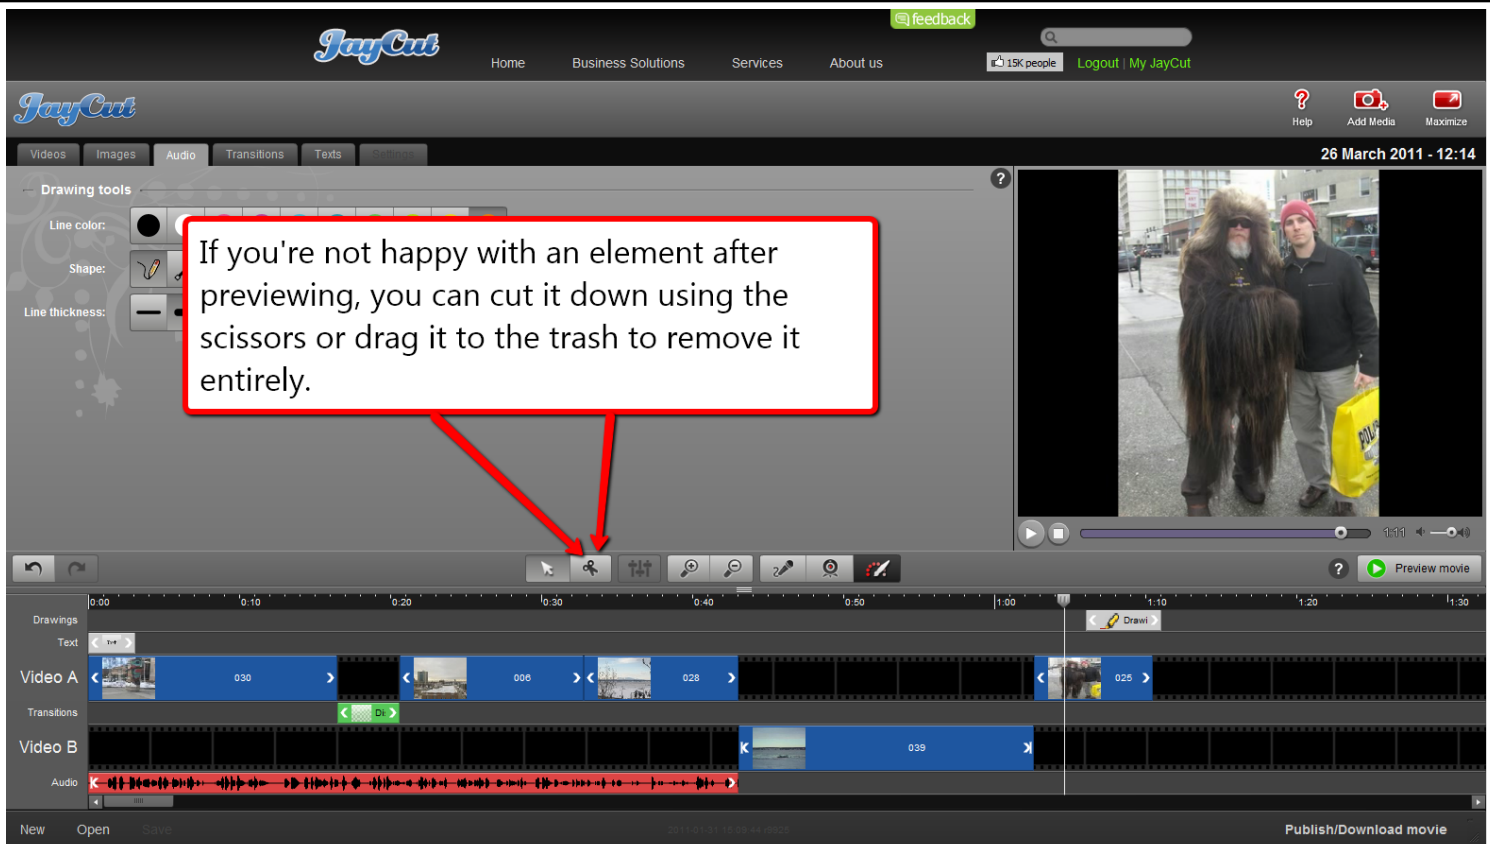 feedback
JayCut
Home Business Solutions Services About us
15K people Logout | My JayCut
JayCut
Help Add Media Maximize
Videos Images Audio Transitions Texts Settings
26 March 2011 - 12:14
Drawing tools
?
Line color:
Shape:
Line thickness:
If you're not happy with an element after
previewing, you can cut it down using the
scissors or drag it to the trash to remove it
entirely.
1:11
? Preview movie
0:00 0:10 0:20 0:30 0:40 0:50 1:00 1:10 1:20 1:30
Drawings Drawi
Text
Video A 030 006 028 025
Transitions Di
Video B 039
Audio
New Open Save
Publish/Download movie